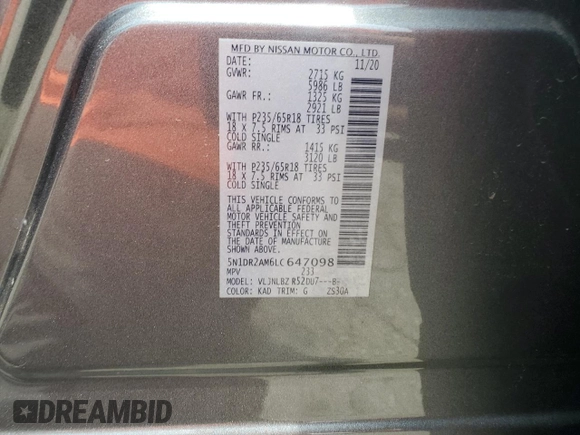 MFD BY NISSAN MOTOR CO., LTD.
DATE: 11/20
GVWR: 2715 KG
5986 LB
GAWR FR.: 1325 KG
2921 LB
WITH P235/65R18 TIRES
18 X 7.5 RIMS AT 33 PSI
COLD SINGLE
GAWR RR.: 1415 KG
3120 LB
WITH P235/65R18 TIRES
18 X 7.5 RIMS AT 33 PSI
COLD SINGLE
THIS VEHICLE CONFORMS TO
ALL APPLICABLE FEDERAL
MOTOR VEHICLE SAFETY AND
THEFT PREVENTION
STANDARDS IN EFFECT ON
THE DATE OF MANUFACTURE
SHOWN ABOVE.
5N1DR2AM6LC647098
MPV 233
MODEL: VLJNLBZ R52DU7---B-
COLOR: KAD TRIM: G ZS3GA
DREAMBID